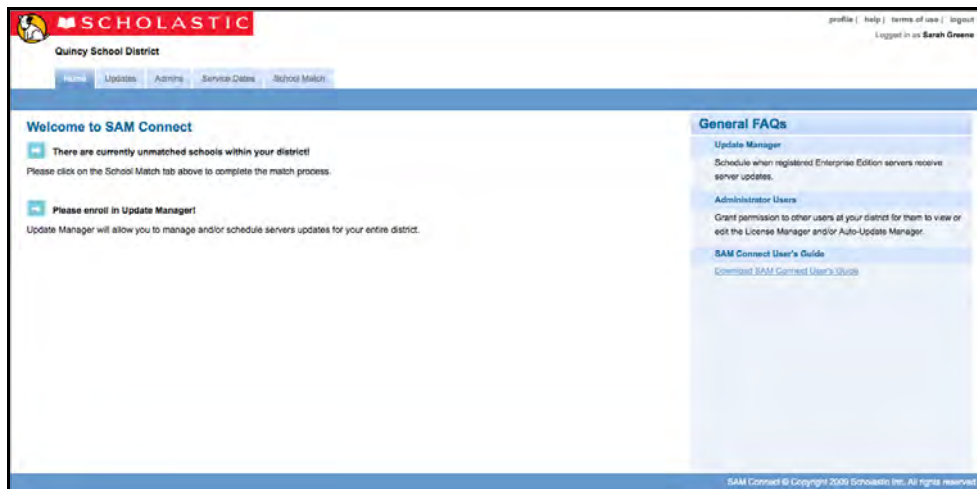 SCHOLASTIC
profile | help | terms of use | logout
Logged in as Sarah Greene
Quincy School District
Home Updates Admins Service Dates School Match
Welcome to SAM Connect
There are currently unmatched schools within your district!
Please click on the School Match tab above to complete the match process.
Please enroll in Update Manager!
Update Manager will allow you to manage and/or schedule servers updates for your entire district.
General FAQs
Update Manager
Schedule when registered Enterprise Edition servers receive
server updates.
Administrator Users
Grant permission to other users at your district for them to view or
edit the License Manager and/or Auto-Update Manager.
SAM Connect User's Guide
Download SAM Connect User's Guide
SAM Connect © Copyright 2009 Scholastic Inc. All rights reserved